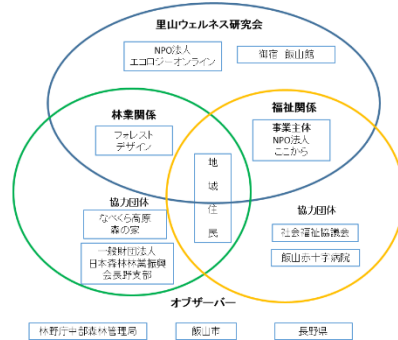 里山ウェルネス研究会
NPO法人
エコロジーオンライン
御宿 飯山館
林業関係
福祉関係
フォレスト
デザイン
事業主体
NPO法人
ここから
地
域
住
民
協力団体
なべくら高原
森の家
一般財団法人
日本森林林業振興
会長野支部
協力団体
社会福祉協議会
飯山赤十字病院
オブザーバー
林野庁中部森林管理局
飯山市
長野県